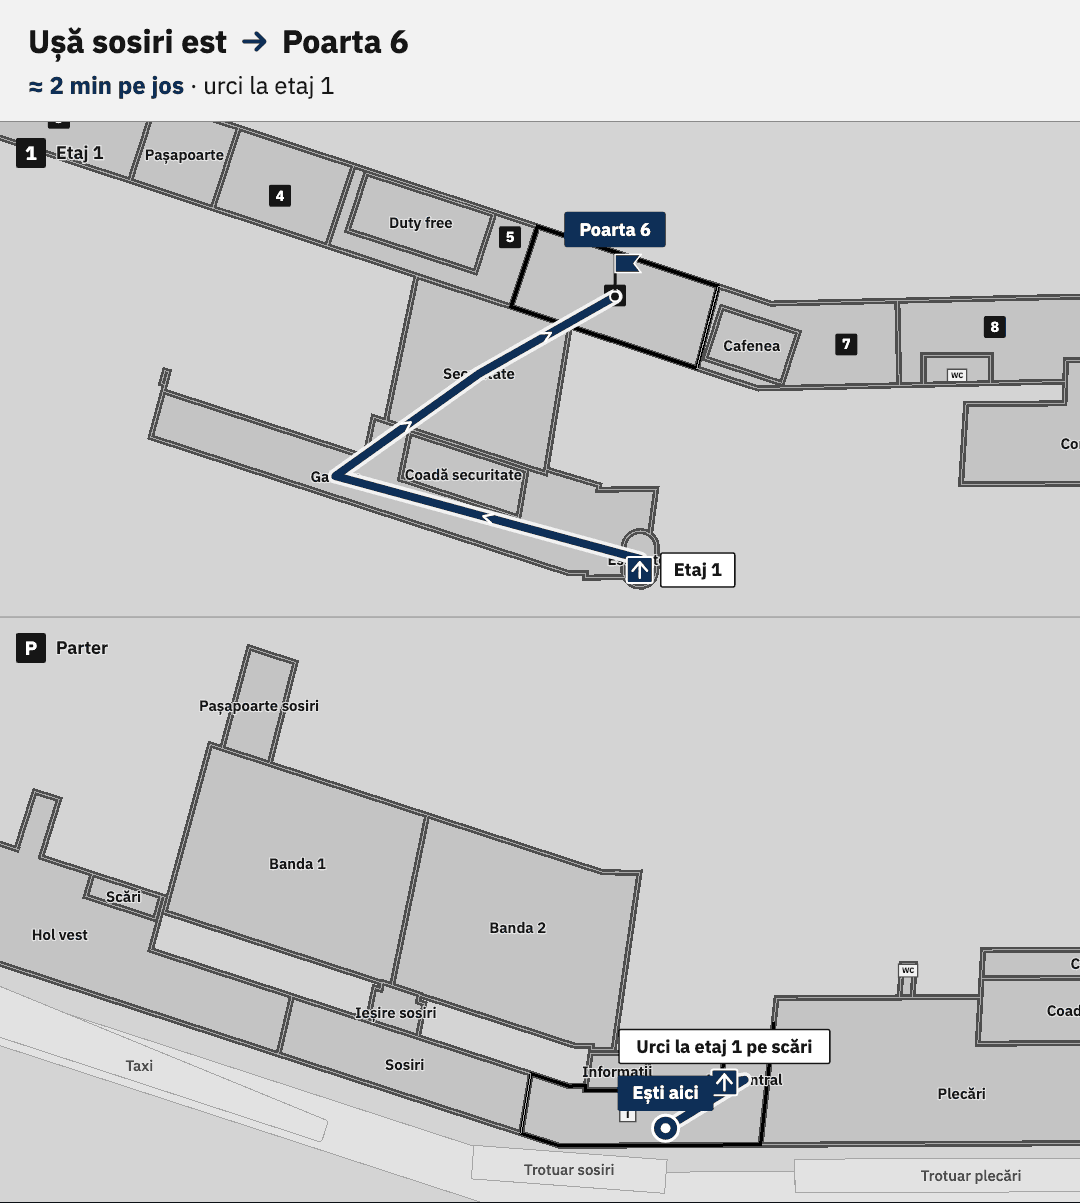 Ușă sosiri est → Poarta 6
≈ 2 min pe jos · urci la etaj 1
1 Etaj 1
Pașapoarte
4
Duty free
5
Poarta 6
Cafenea
7
8
WC
Coadă securitate
Etaj 1
P Parter
Pașapoarte sosiri
Banda 1
Banda 2
Scări
Hol vest
Ieșire sosiri
Sosiri
Taxi
WC
Urci la etaj 1 pe scări
Informații
Ești aici
Plecări
Trotuar sosiri
Trotuar plecări